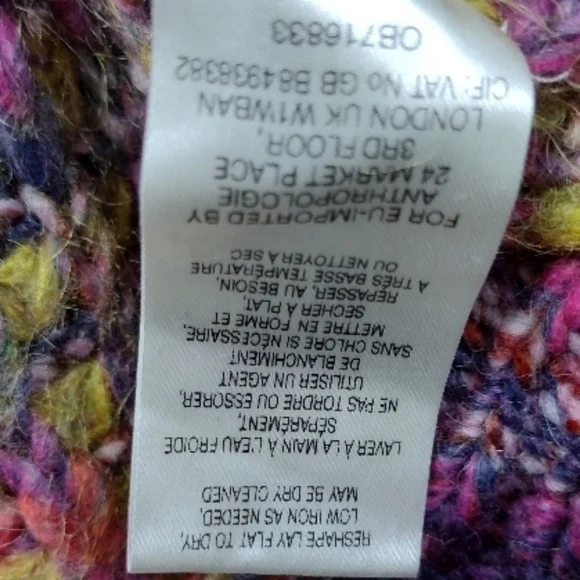 RESHAPE LAY FLAT TO DRY,
LOW IRON AS NEEDED,
MAY BE DRY CLEANED
LAVER À LA MAIN À L'EAU FROIDE
SÉPARÉMENT,
NE PAS TORDRE OU ESSORER,
UTILISER UN AGENT
DE BLANCHIMENT
SANS CHLORE SI NÉCESSAIRE,
METTRE EN FORME ET
SÉCHER À PLAT,
REPASSER, AU BESOIN,
À TRÈS BASSE TEMPÉRATURE
OU NETTOYER A SEC
FOR EU-IMPORTED BY
ANTHROPOLOGIE
24 MARKET PLACE
3RD FLOOR,
LONDON UK W1WBAN
CIF: VAT No GB B84938382
OB716833